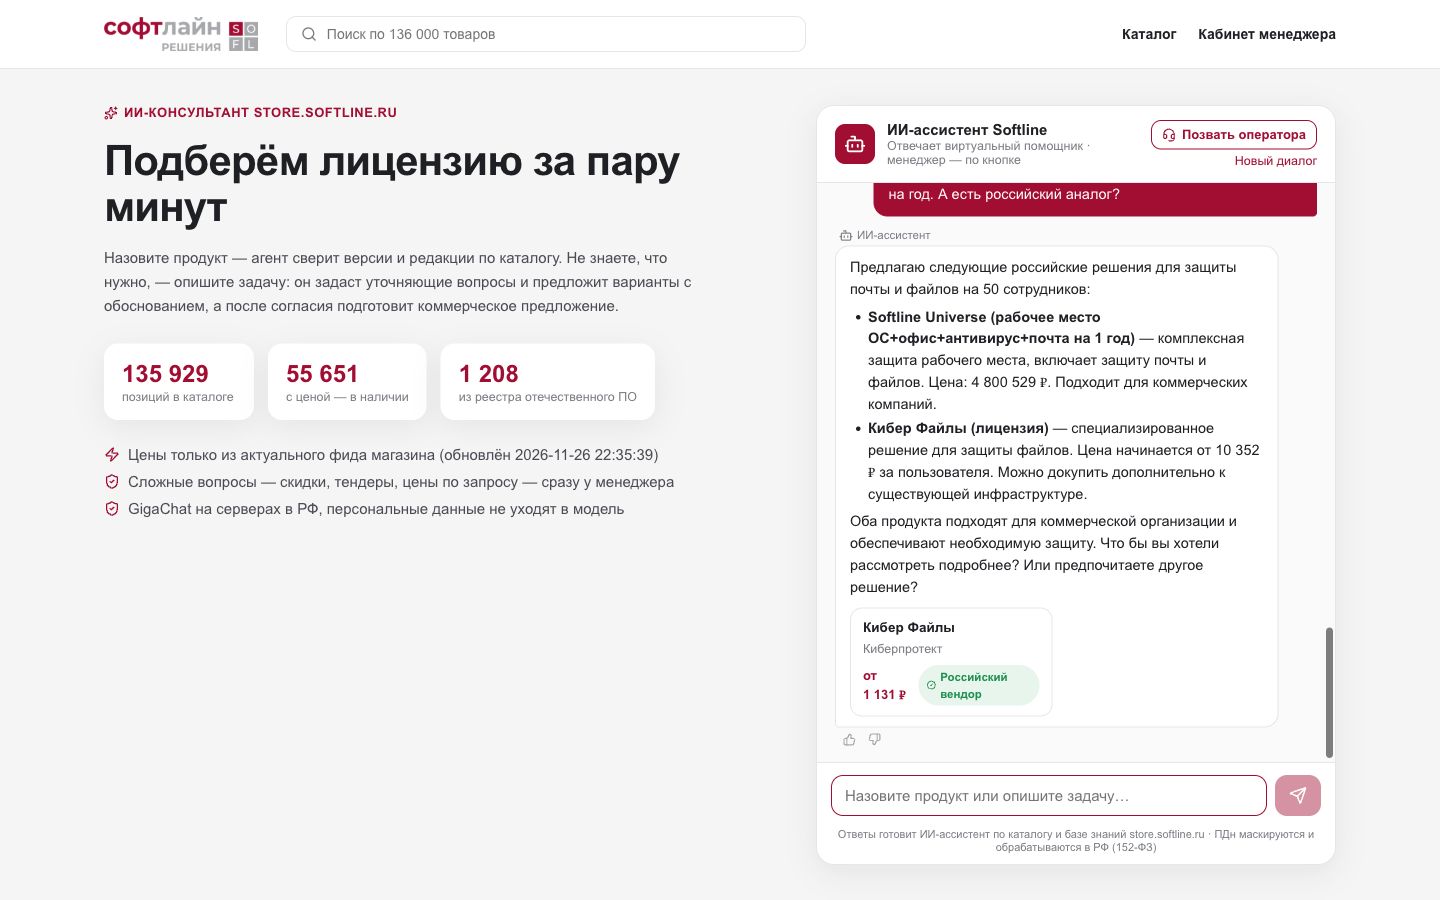 софтлайн
РЕШЕНИЯ
S O
F L
Поиск по 136 000 товаров
Каталог
Кабинет менеджера
ИИ-КОНСУЛЬТАНТ STORE.SOFTLINE.RU
Подберём лицензию за пару
минут
Назовите продукт — агент сверит версии и редакции по каталогу. Не знаете, что
нужно, — опишите задачу: он задаст уточняющие вопросы и предложит варианты с
обоснованием, а после согласия подготовит коммерческое предложение.
135 929
позиций в каталоге
55 651
с ценой — в наличии
1 208
из реестра отечественного ПО
Цены только из актуального фида магазина (обновлён 2026-11-26 22:35:39)
Сложные вопросы — скидки, тендеры, цены по запросу — сразу у менеджера
GigaChat на серверах в РФ, персональные данные не уходят в модель
ИИ-ассистент Softline
Отвечает виртуальный помощник ·
менеджер — по кнопке
Позвать оператора
Новый диалог
на год. А есть российский аналог?
ИИ-ассистент
Предлагаю следующие российские решения для защиты
почты и файлов на 50 сотрудников:
• Softline Universe (рабочее место
ОС+офис+антивирус+почта на 1 год) — комплексная
защита рабочего места, включает защиту почты и
файлов. Цена: 4 800 529 ₽. Подходит для коммерческих
компаний.
• Кибер Файлы (лицензия) — специализированное
решение для защиты файлов. Цена начинается от 10 352
₽ за пользователя. Можно докупить дополнительно к
существующей инфраструктуре.
Оба продукта подходят для коммерческой организации и
обеспечивают необходимую защиту. Что бы вы хотели
рассмотреть подробнее? Или предпочитаете другое
решение?
Кибер Файлы
Киберпротект
от
1 131 ₽
Российский
вендор
Назовите продукт или опишите задачу…
Ответы готовит ИИ-ассистент по каталогу и базе знаний store.softline.ru · ПДн маскируются и
обрабатываются в РФ (152-ФЗ)